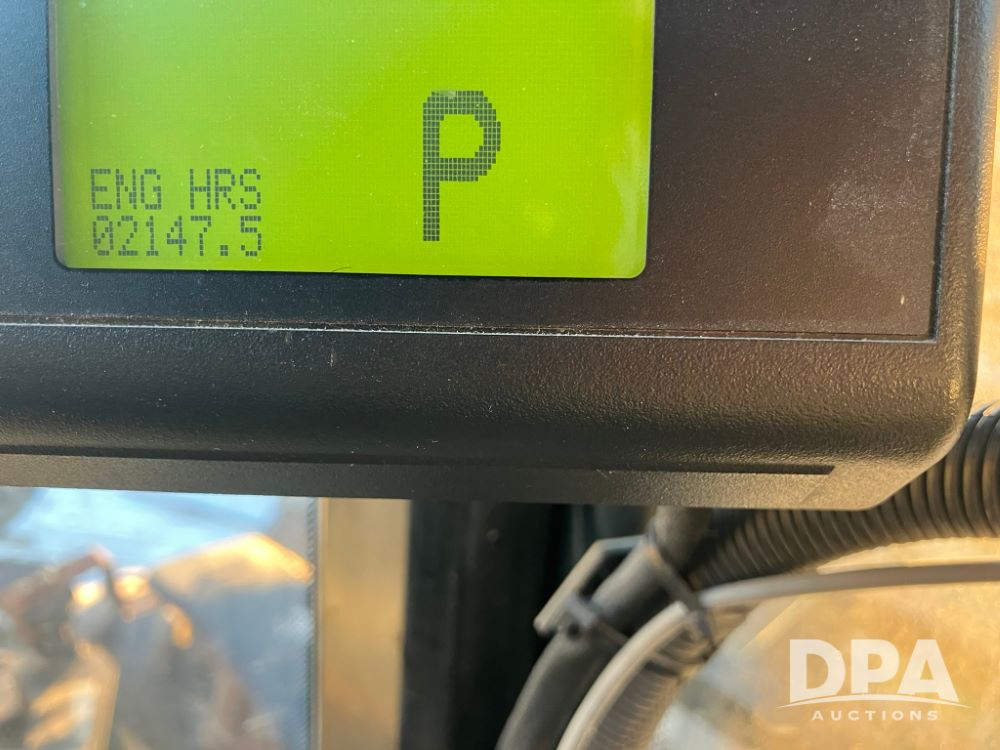 P
ENG HRS
02147.5
DPA
AUCTIONS